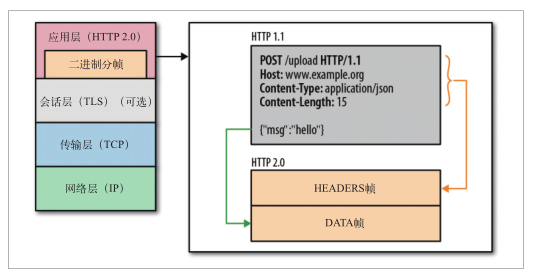 应用层（HTTP 2.0）
二进制分帧
会话层（TLS）（可选）
传输层（TCP）
网络层（IP）
HTTP 1.1
POST /upload HTTP/1.1
Host: www.example.org
Content-Type: application/json
Content-Length: 15
{"msg":"hello"}
HTTP 2.0
HEADERS帧
DATA帧